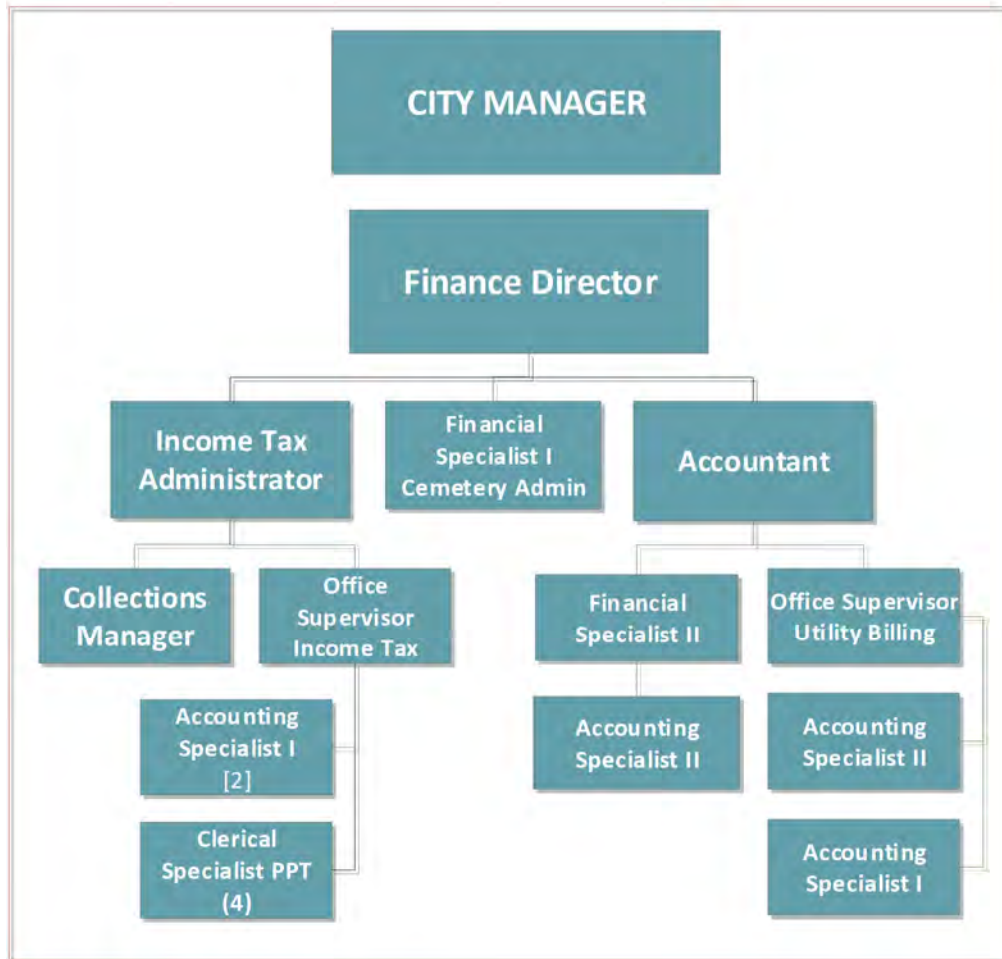 CITY MANAGER
Finance Director
Income Tax
Administrator
Financial
Specialist I
Cemetery Admin
Accountant
Collections
Manager
Office
Supervisor
Income Tax
Financial
Specialist II
Office Supervisor
Utility Billing
Accounting
Specialist I
[2]
Accounting
Specialist II
Accounting
Specialist II
Clerical
Specialist PPT
(4)
Accounting
Specialist I